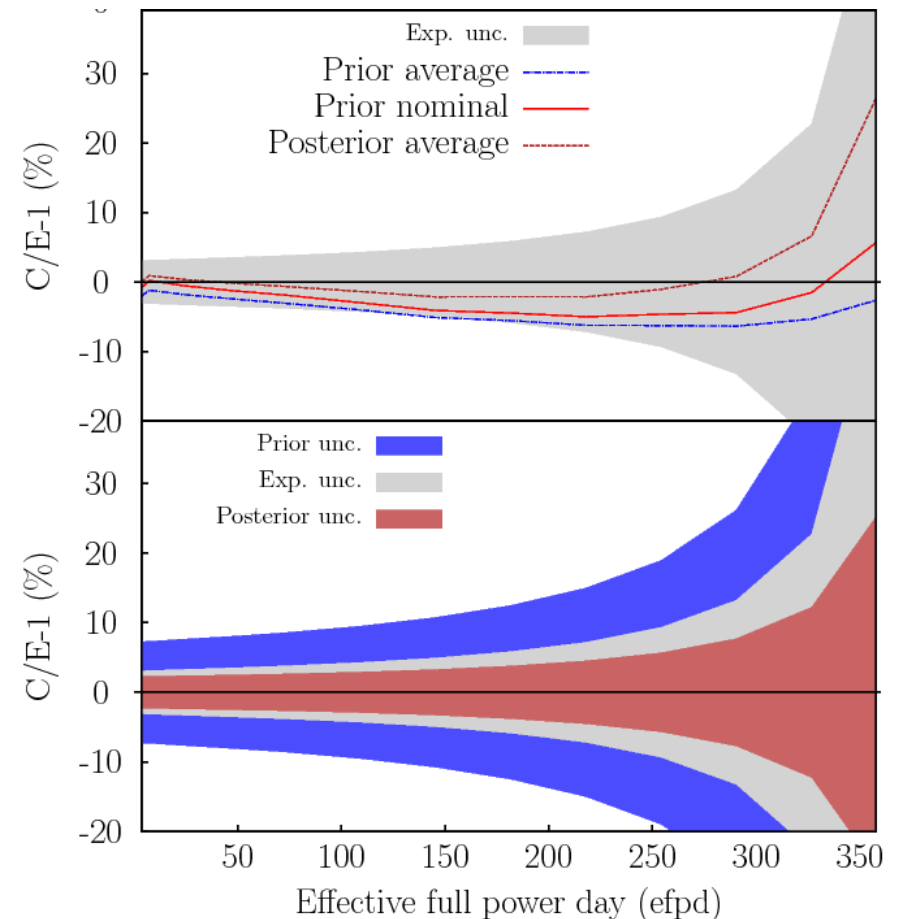 Exp. unc.
Prior average
Prior nominal
Posterior average
30
20
10
0
-10
-20
C/E-1 (%)
Prior unc.
Exp. unc.
Posterior unc.
30
20
10
0
-10
-20
C/E-1 (%)
50 100 150 200 250 300 350
Effective full power day (efpd)